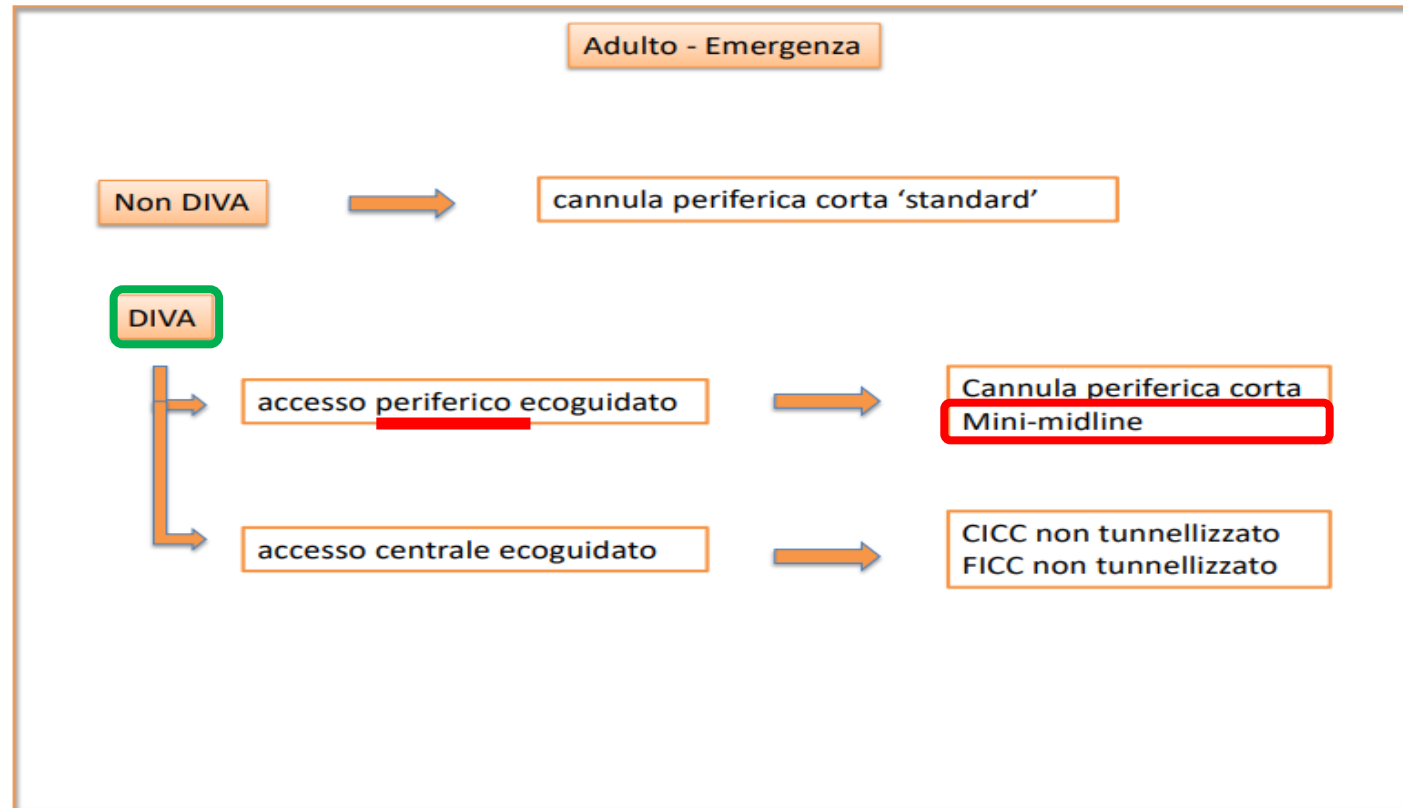 Adulto - Emergenza
Non DIVA
cannula periferica corta ‘standard’
DIVA
accesso periferico ecoguidato
Cannula periferica corta
Mini-midline
accesso centrale ecoguidato
CICC non tunnellizzato
FICC non tunnellizzato